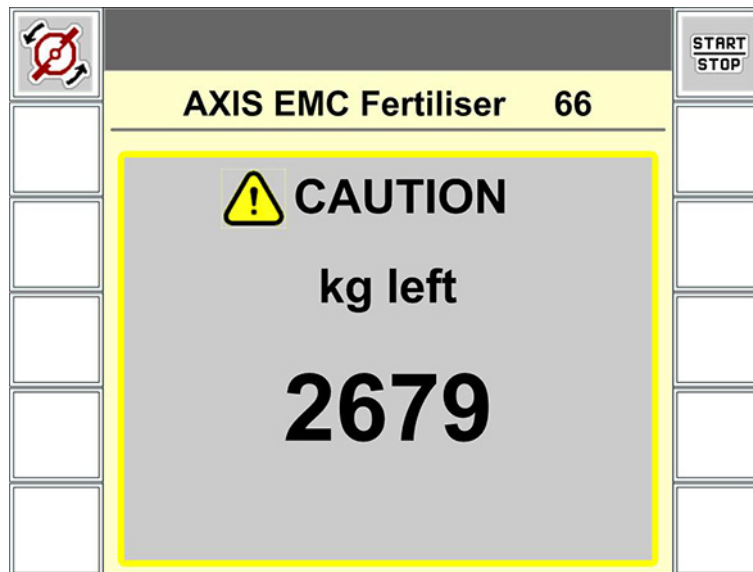 START
STOP
AXIS EMC Fertiliser 66
CAUTION
kg left
2679